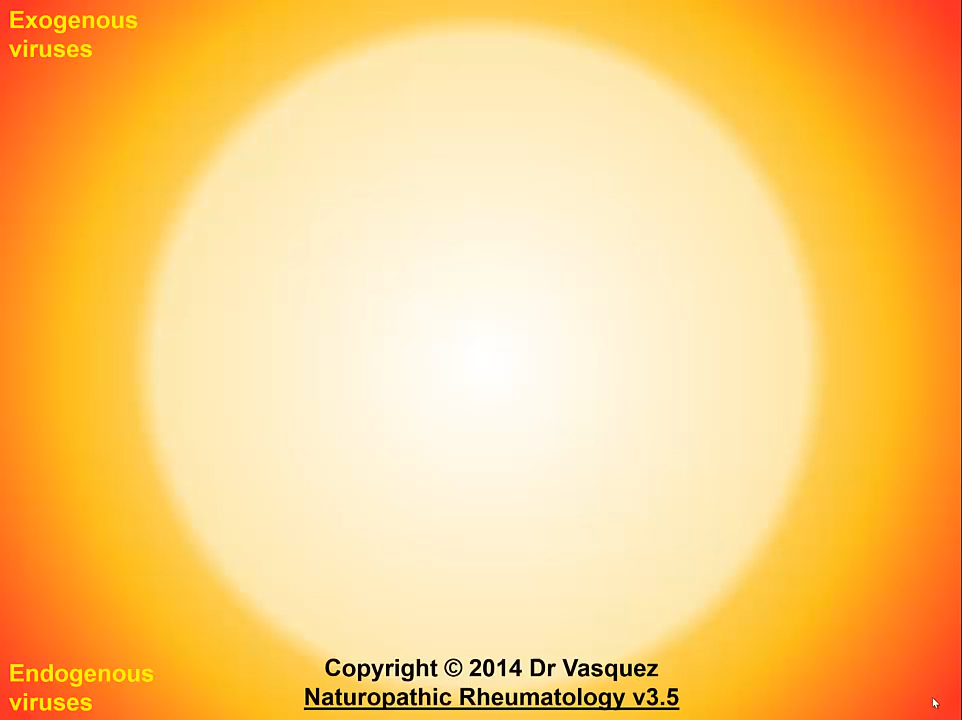 Exogenous
viruses
Endogenous
viruses
Copyright © 2014 Dr Vasquez
Naturopathic Rheumatology v3.5